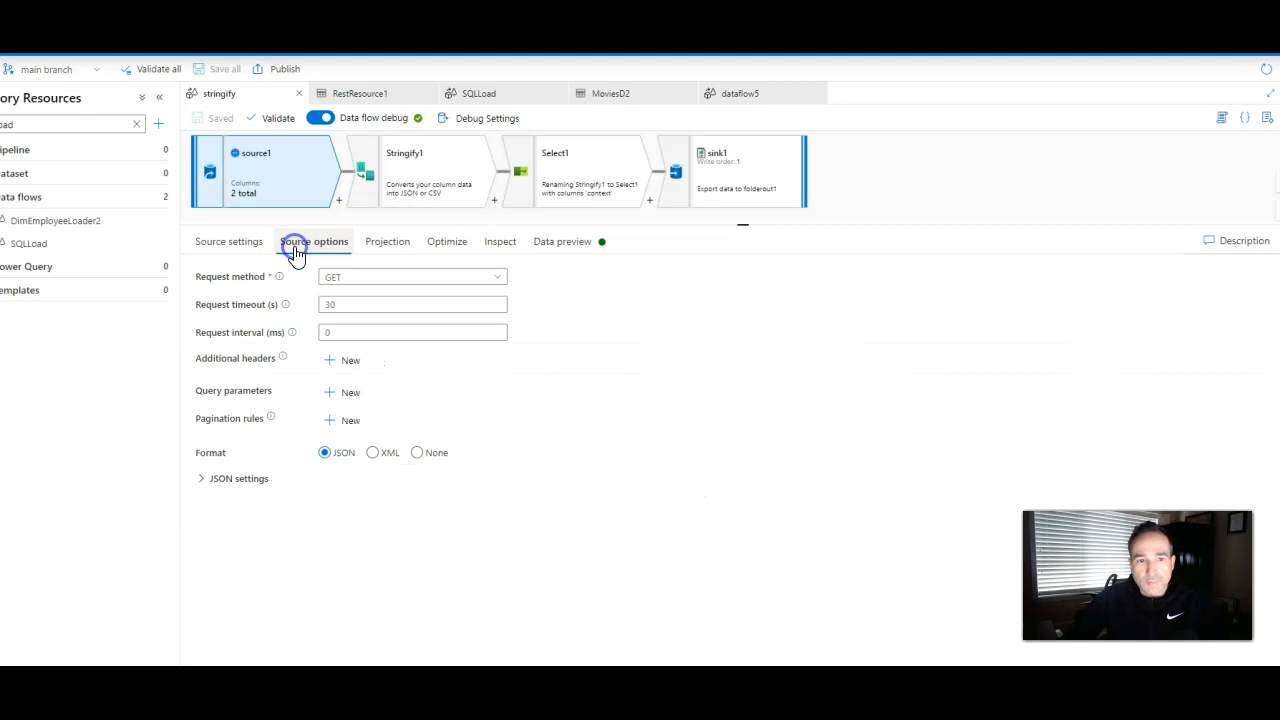 main branch
Validate all
Save all
Publish
ory Resources
oad
ipeline
0
ataset
0
ata flows
2
DimEmployeeLoader2
SQLLoad
ower Query
0
emplates
0
stringify
RestResource1
SQLLoad
MoviesD2
dataflow5
Saved
Validate
Data flow debug
Debug Settings
source1
Columns:
2 total
+
Stringify1
Converts your column data
into JSON or CSV
+
Select1
Renaming Stringify1 to Select1
with columns 'context'
+
sink1
Write order: 1
Export data to folderout1
Source settings
Source options
Projection
Optimize
Inspect
Data preview
Description
Request method *
GET
Request timeout (s)
30
Request interval (ms)
0
Additional headers
New
Query parameters
New
Pagination rules
New
Format
JSON
XML
None
JSON settings